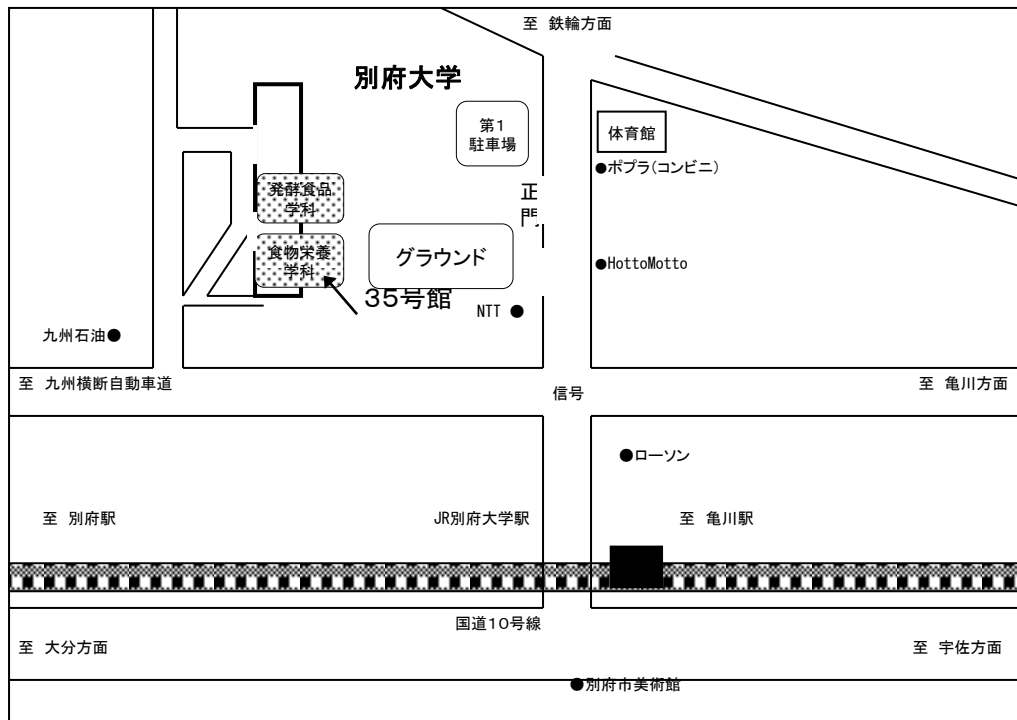 至 鉄輪方面
別府大学
第1
駐車場
体育館
●ポプラ(コンビニ)
発酵食品
学科
正
門
食物栄養
学科
グラウンド
●HottoMotto
35号館
NTT ●
九州石油●
至 九州横断自動車道
至 亀川方面
信号
●ローソン
至 別府駅
JR別府大学駅
至 亀川駅
国道10号線
至 大分方面
至 宇佐方面
●別府市美術館